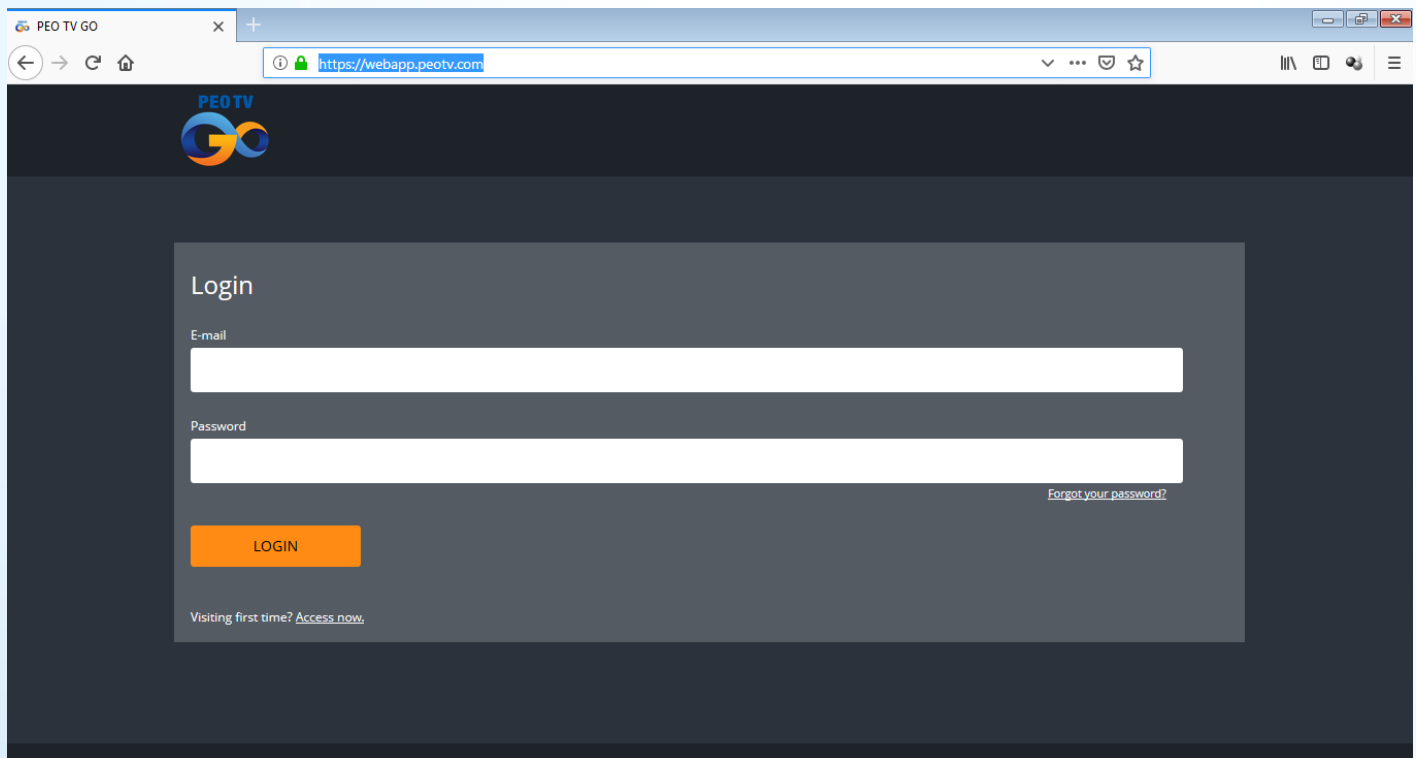 PEO TV GO
https://webapp.peotv.com
PEO TV
GO
Login
E-mail
Password
Forgot your password?
LOGIN
Visiting first time? Access now.